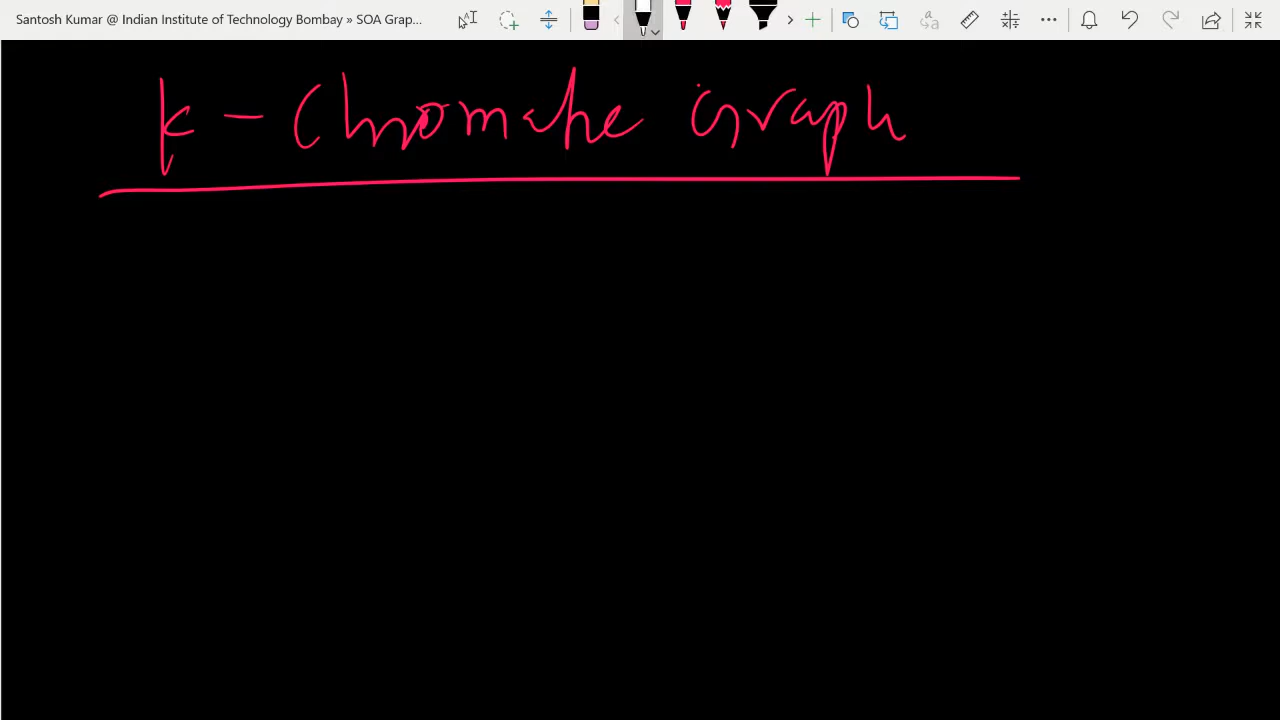 Santosh Kumar @ Indian Institute of Technology Bombay » SOA Grap...
k - Chromatic Graph